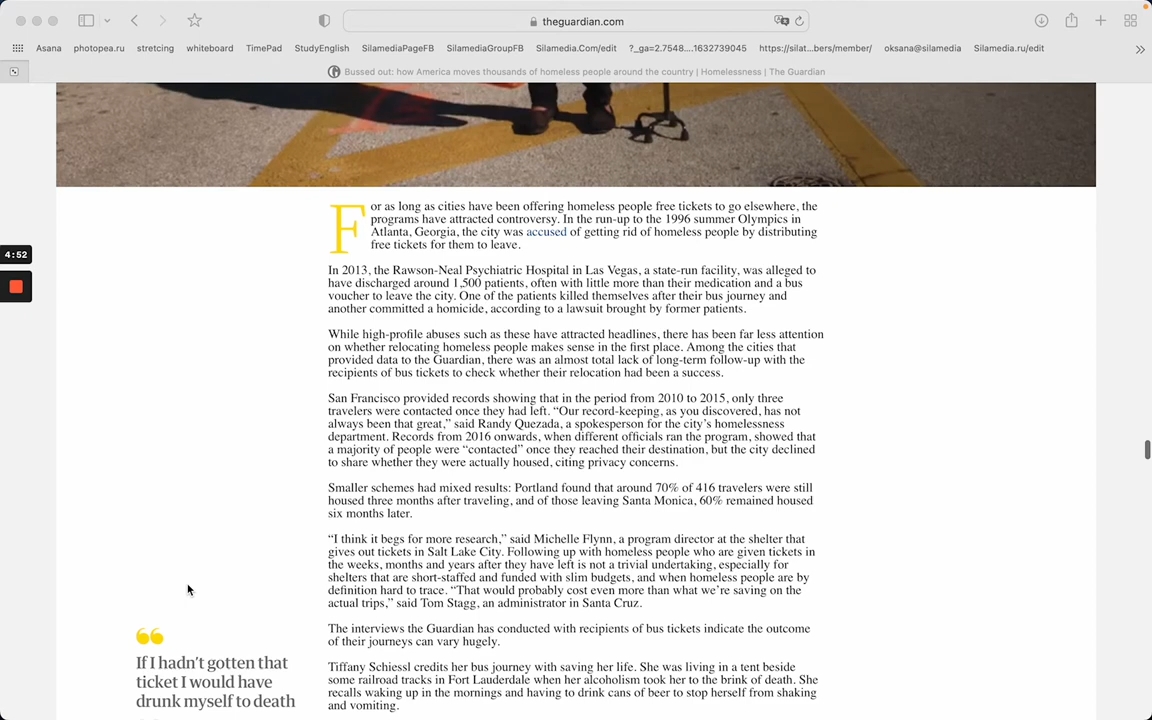 theguardian.com
Asana photopea.ru stretcing whiteboard TimePad StudyEnglish SilamediaPageFB SilamediaGroupFB Silamedia.Com/edit ?_ga=2.7548....1632739045 https://silat...bers/member/ oksana@silamedia Silamedia.ru/edit
Bussed out: how America moves thousands of homeless people around the country | Homelessness | The Guardian
For as long as cities have been offering homeless people free tickets to go elsewhere, the
programs have attracted controversy. In the run-up to the 1996 summer Olympics in
Atlanta, Georgia, the city was accused of getting rid of homeless people by distributing
free tickets for them to leave.
4:52
In 2013, the Rawson-Neal Psychiatric Hospital in Las Vegas, a state-run facility, was alleged to
have discharged around 1,500 patients, often with little more than their medication and a bus
voucher to leave the city. One of the patients killed themselves after their bus journey and
another committed a homicide, according to a lawsuit brought by former patients.
While high-profile abuses such as these have attracted headlines, there has been far less attention
on whether relocating homeless people makes sense in the first place. Among the cities that
provided data to the Guardian, there was an almost total lack of long-term follow-up with the
recipients of bus tickets to check whether their relocation had been a success.
San Francisco provided records showing that in the period from 2010 to 2015, only three
travelers were contacted once they had left. “Our record-keeping, as you discovered, has not
always been that great,” said Randy Quezada, a spokesperson for the city’s homelessness
department. Records from 2016 onwards, when different officials ran the program, showed that
a majority of people were “contacted” once they reached their destination, but the city declined
to share whether they were actually housed, citing privacy concerns.
Smaller schemes had mixed results: Portland found that around 70% of 416 travelers were still
housed three months after traveling, and of those leaving Santa Monica, 60% remained housed
six months later.
“I think it begs for more research,” said Michelle Flynn, a program director at the shelter that
gives out tickets in Salt Lake City. Following up with homeless people who are given tickets in
the weeks, months and years after they have left is not a trivial undertaking, especially for
shelters that are short-staffed and funded with slim budgets, and when homeless people are by
definition hard to trace. “That would probably cost even more than what we’re saving on the
actual trips,” said Tom Stagg, an administrator in Santa Cruz.
The interviews the Guardian has conducted with recipients of bus tickets indicate the outcome
of their journeys can vary hugely.
Tiffany Schiessl credits her bus journey with saving her life. She was living in a tent beside
some railroad tracks in Fort Lauderdale when her alcoholism took her to the brink of death. She
recalls waking up in the mornings and having to drink cans of beer to stop herself from shaking
and vomiting.
“
If I hadn’t gotten that
ticket I would have
drunk myself to death